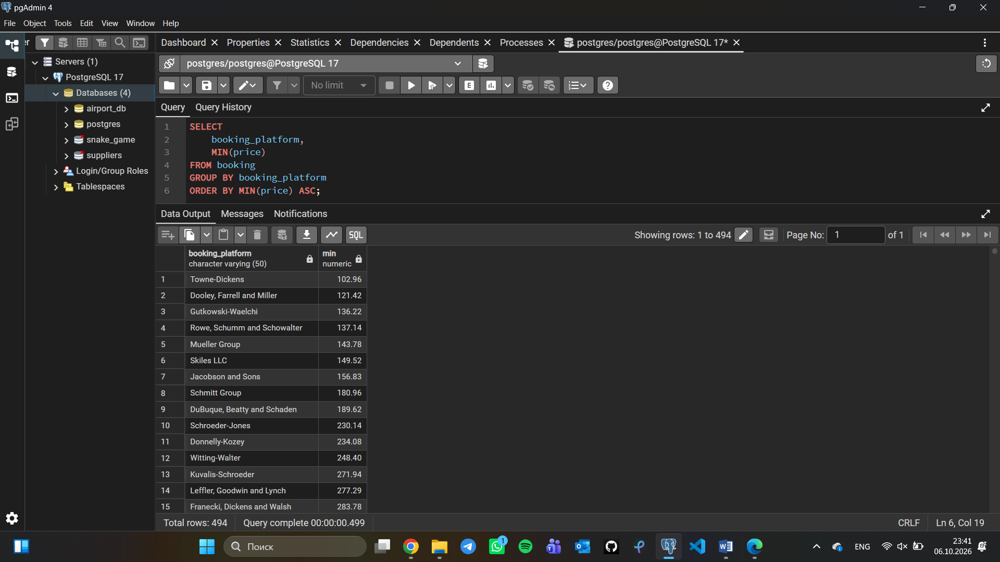 pgAdmin 4
File Object Tools Edit View Window Help
er
Dashboard Properties Statistics Dependencies Dependents Processes postgres/postgres@PostgreSQL 17*
Servers (1)
PostgreSQL 17
Databases (4)
airport_db
postgres
snake_game
suppliers
Login/Group Roles
Tablespaces
postgres/postgres@PostgreSQL 17
No limit
E
Query Query History
1 SELECT
2 booking_platform,
3 MIN(price)
4 FROM booking
5 GROUP BY booking_platform
6 ORDER BY MIN(price) ASC;
Data Output Messages Notifications
SQL
Showing rows: 1 to 494
Page No: 1 of 1
booking_platform min
character varying (50) numeric
1 Towne-Dickens 102.96
2 Dooley, Farrell and Miller 121.42
3 Gutkowski-Waelchi 136.22
4 Rowe, Schumm and Schowalter 137.14
5 Mueller Group 143.78
6 Skiles LLC 149.52
7 Jacobson and Sons 156.83
8 Schmitt Group 180.96
9 DuBuque, Beatty and Schaden 189.62
10 Schroeder-Jones 230.14
11 Donnelly-Kozey 234.08
12 Witting-Walter 248.40
13 Kuvalis-Schroeder 271.94
14 Leffler, Goodwin and Lynch 277.29
15 Franecki, Dickens and Walsh 283.78
Total rows: 494 Query complete 00:00:00.499 CRLF Ln 6, Col 19
Поиск
1
ENG
23:41
06.10.2026